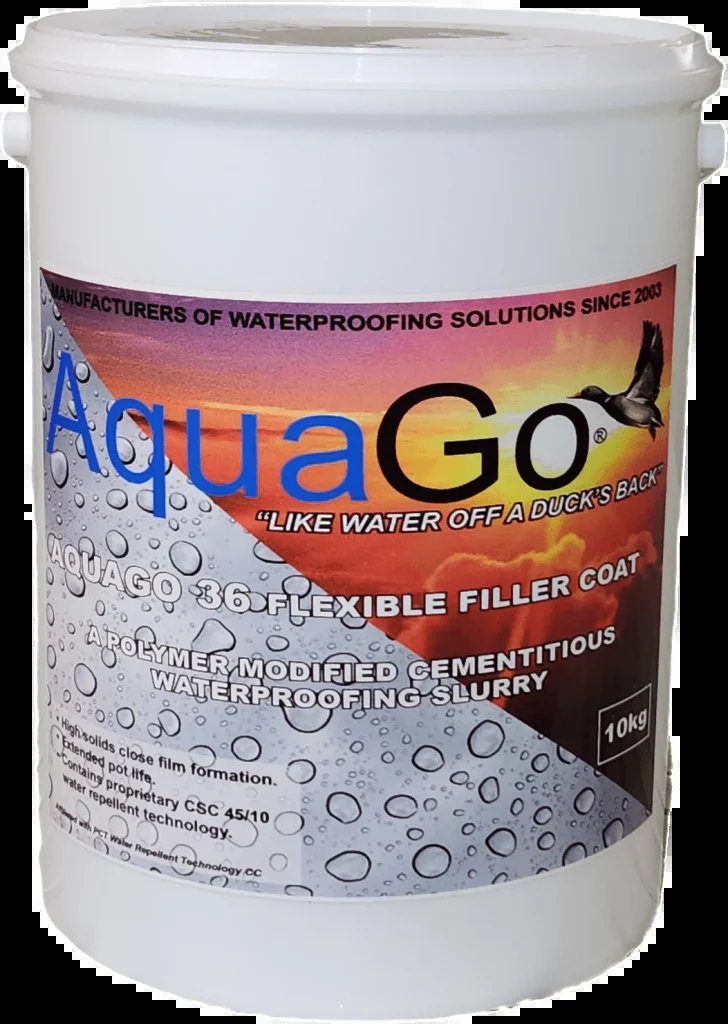 MANUFACTURERS OF WATERPROOFING SOLUTIONS SINCE 2003
AquaGo®
"LIKE WATER OFF A DUCK'S BACK"
AQUAGO 36 FLEXIBLE FILLER COAT
A POLYMER MODIFIED CEMENTITIOUS
WATERPROOFING SLURRY
10kg
• High solids close film formation.
• Extended pot life.
• Contains proprietary CSC 45/10
water repellent technology.
Affiliated with PCT Water Repellent Technology CC